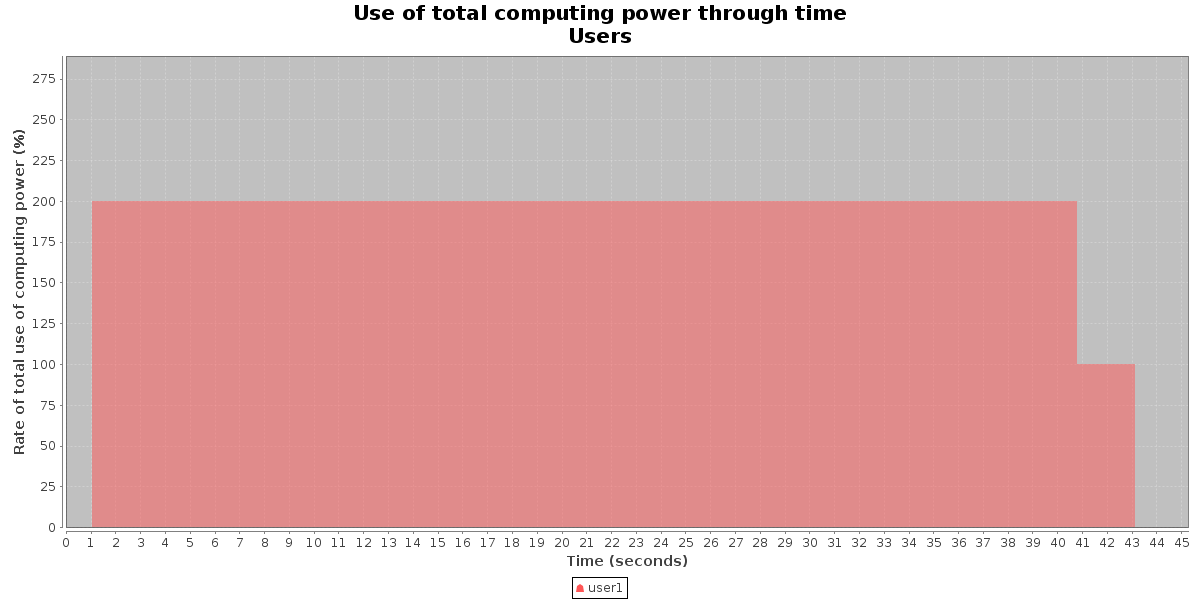 Use of total computing power through time
Users
Rate of total use of computing power (%)
275
250
225
200
175
150
125
100
75
50
25
0
0 1 2 3 4 5 6 7 8 9 10 11 12 13 14 15 16 17 18 19 20 21 22 23 24 25 26 27 28 29 30 31 32 33 34 35 36 37 38 39 40 41 42 43 44 45
Time (seconds)
user1